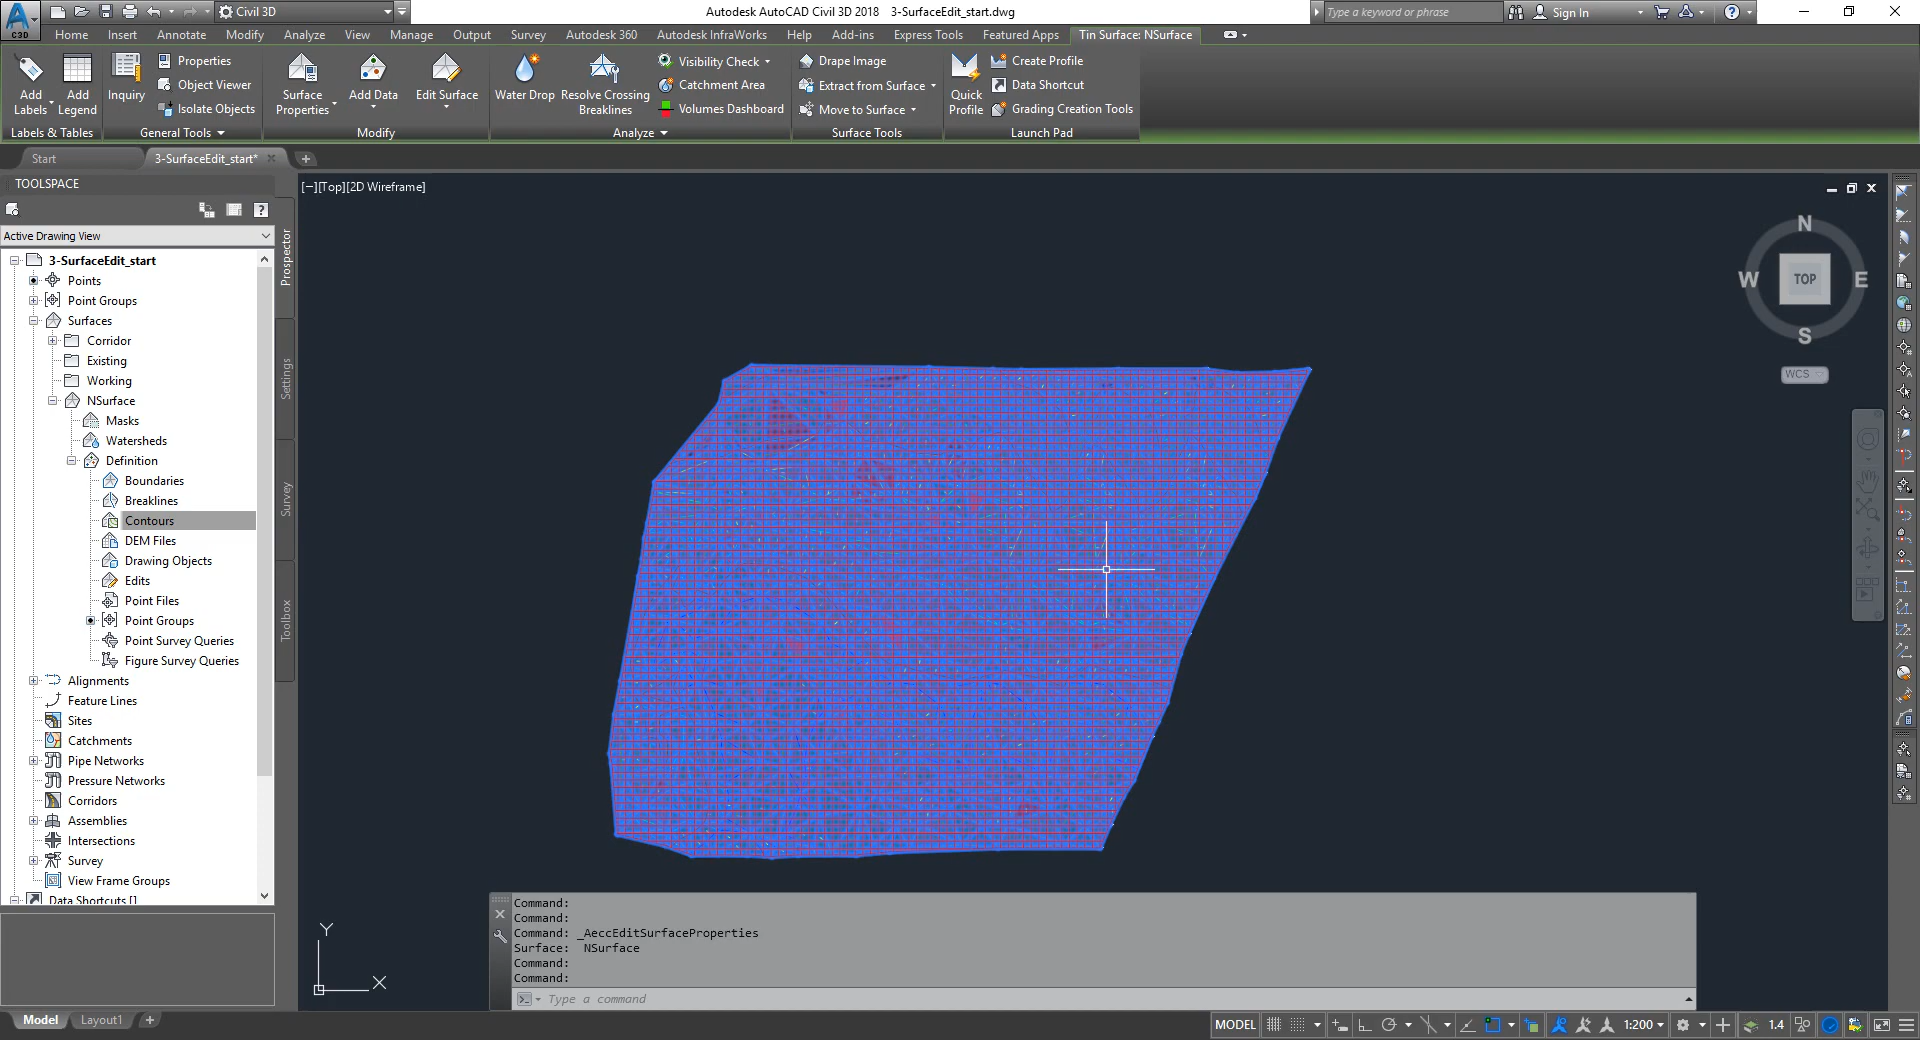 C3D
Civil 3D
Autodesk AutoCAD Civil 3D 2018 3-SurfaceEdit_start.dwg
Type a keyword or phrase
Sign In
Home Insert Annotate Modify Analyze View Manage Output Survey Autodesk 360 Autodesk InfraWorks Help Add-ins Express Tools Featured Apps Tin Surface: NSurface
Add Labels
Add Legend
Labels & Tables
Inquiry
Properties
Object Viewer
Isolate Objects
General Tools
Surface Properties
Add Data
Edit Surface
Modify
Water Drop
Resolve Crossing Breaklines
Visibility Check
Catchment Area
Volumes Dashboard
Analyze
Drape Image
Extract from Surface
Move to Surface
Surface Tools
Quick Profile
Create Profile
Data Shortcut
Grading Creation Tools
Launch Pad
Start
3-SurfaceEdit_start*
TOOLSPACE
Active Drawing View
3-SurfaceEdit_start
Points
Point Groups
Surfaces
Corridor
Existing
Working
NSurface
Masks
Watersheds
Definition
Boundaries
Breaklines
Contours
DEM Files
Drawing Objects
Edits
Point Files
Point Groups
Point Survey Queries
Figure Survey Queries
Alignments
Feature Lines
Sites
Catchments
Pipe Networks
Pressure Networks
Corridors
Assemblies
Intersections
Survey
View Frame Groups
Data Shortcuts []
Prospector
Settings
Survey
Toolbox
[−][Top][2D Wireframe]
N
W
TOP
E
S
WCS
Y
X
Command:
Command:
Command: _AeccEditSurfaceProperties
Surface: NSurface
Command:
Command:
Type a command
Model
Layout1
MODEL
1:200
1.4